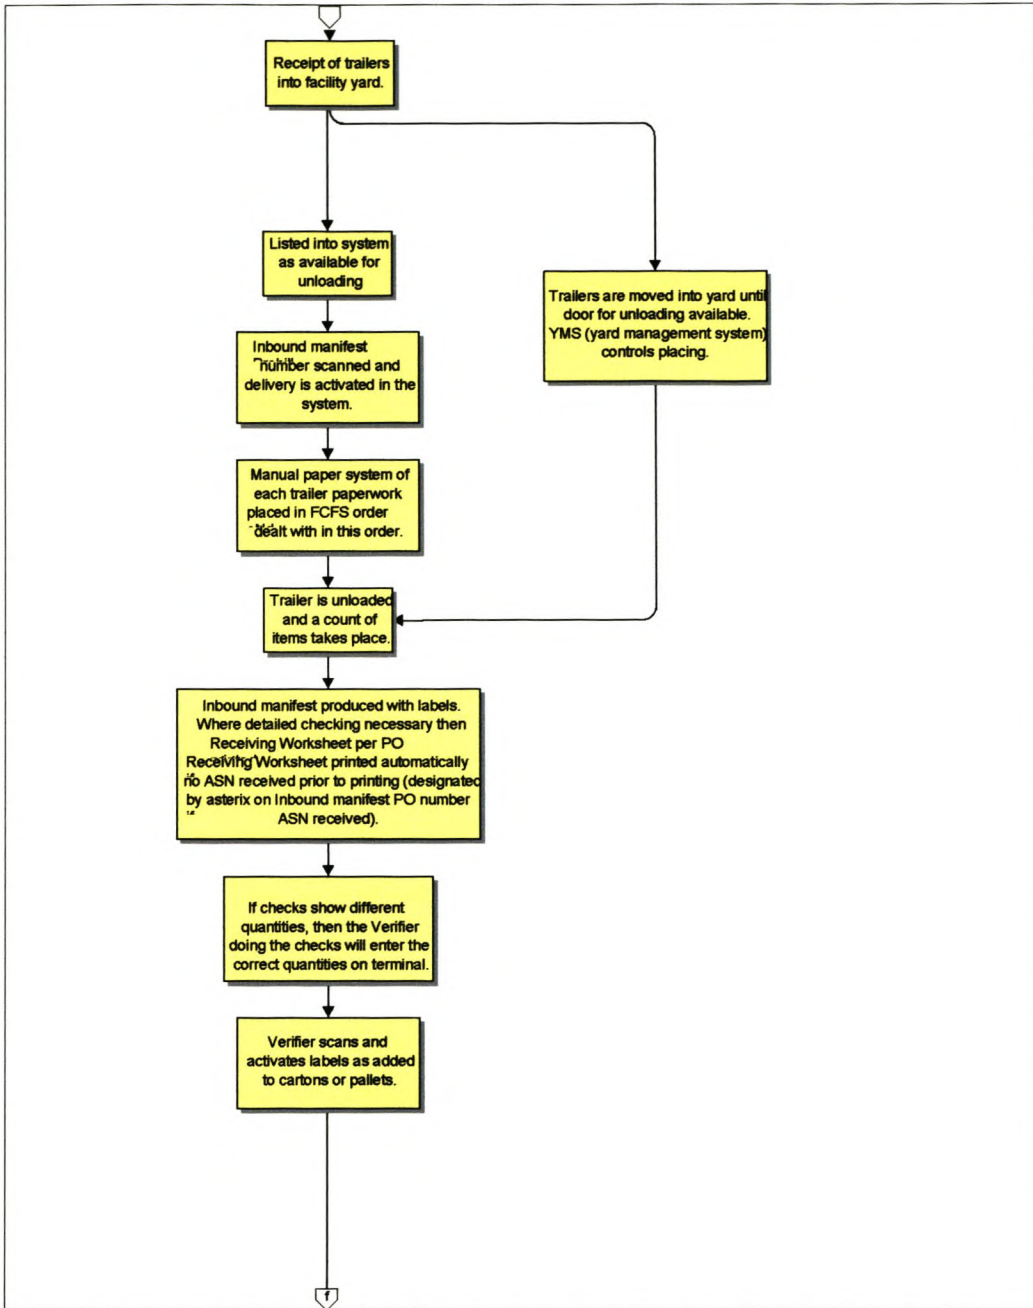 Receipt of trailers
into facility yard.
Listed into system
as available for
unloading
Trailers are moved into yard until
door for unloading available.
YMS (yard management system)
controls placing.
Inbound manifest
number scanned and
delivery is activated in the
system.
Manual paper system of
each trailer paperwork
placed in FCFS order
dealt with in this order.
Trailer is unloaded
and a count of
items takes place.
Inbound manifest produced with labels.
Where detailed checking necessary then
Receiving Worksheet per PO
Receiving Worksheet printed automatically
no ASN received prior to printing (designated
by asterix on Inbound manifest PO number
ASN received).
If checks show different
quantities, then the Verifier
doing the checks will enter the
correct quantities on terminal.
Verifier scans and
activates labels as added
to cartons or pallets.
f